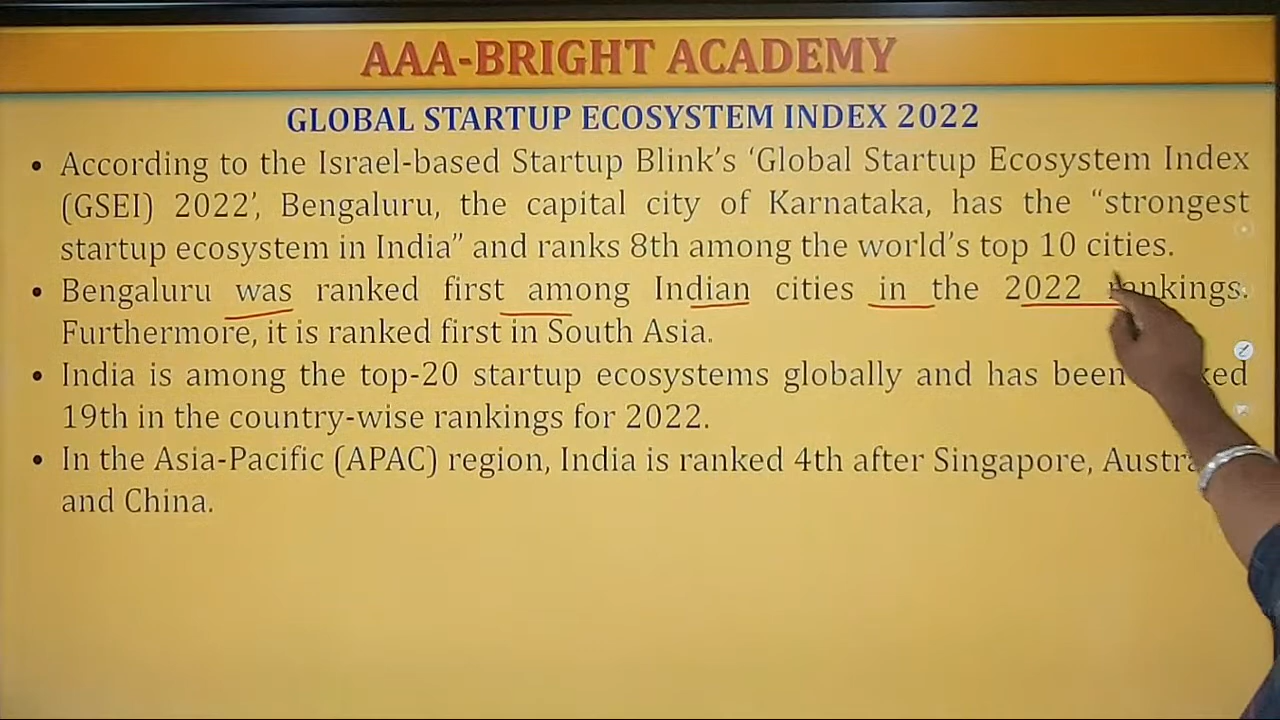 AAA-BRIGHT ACADEMY
GLOBAL STARTUP ECOSYSTEM INDEX 2022
• According to the Israel-based Startup Blink's 'Global Startup Ecosystem Index
(GSEI) 2022', Bengaluru, the capital city of Karnataka, has the “strongest
startup ecosystem in India” and ranks 8th among the world's top 10 cities.
• Bengaluru was ranked first among Indian cities in the 2022 rankings.
Furthermore, it is ranked first in South Asia.
• India is among the top-20 startup ecosystems globally and has been
19th in the country-wise rankings for 2022.
• In the Asia-Pacific (APAC) region, India is ranked 4th after Singapore,
and China.